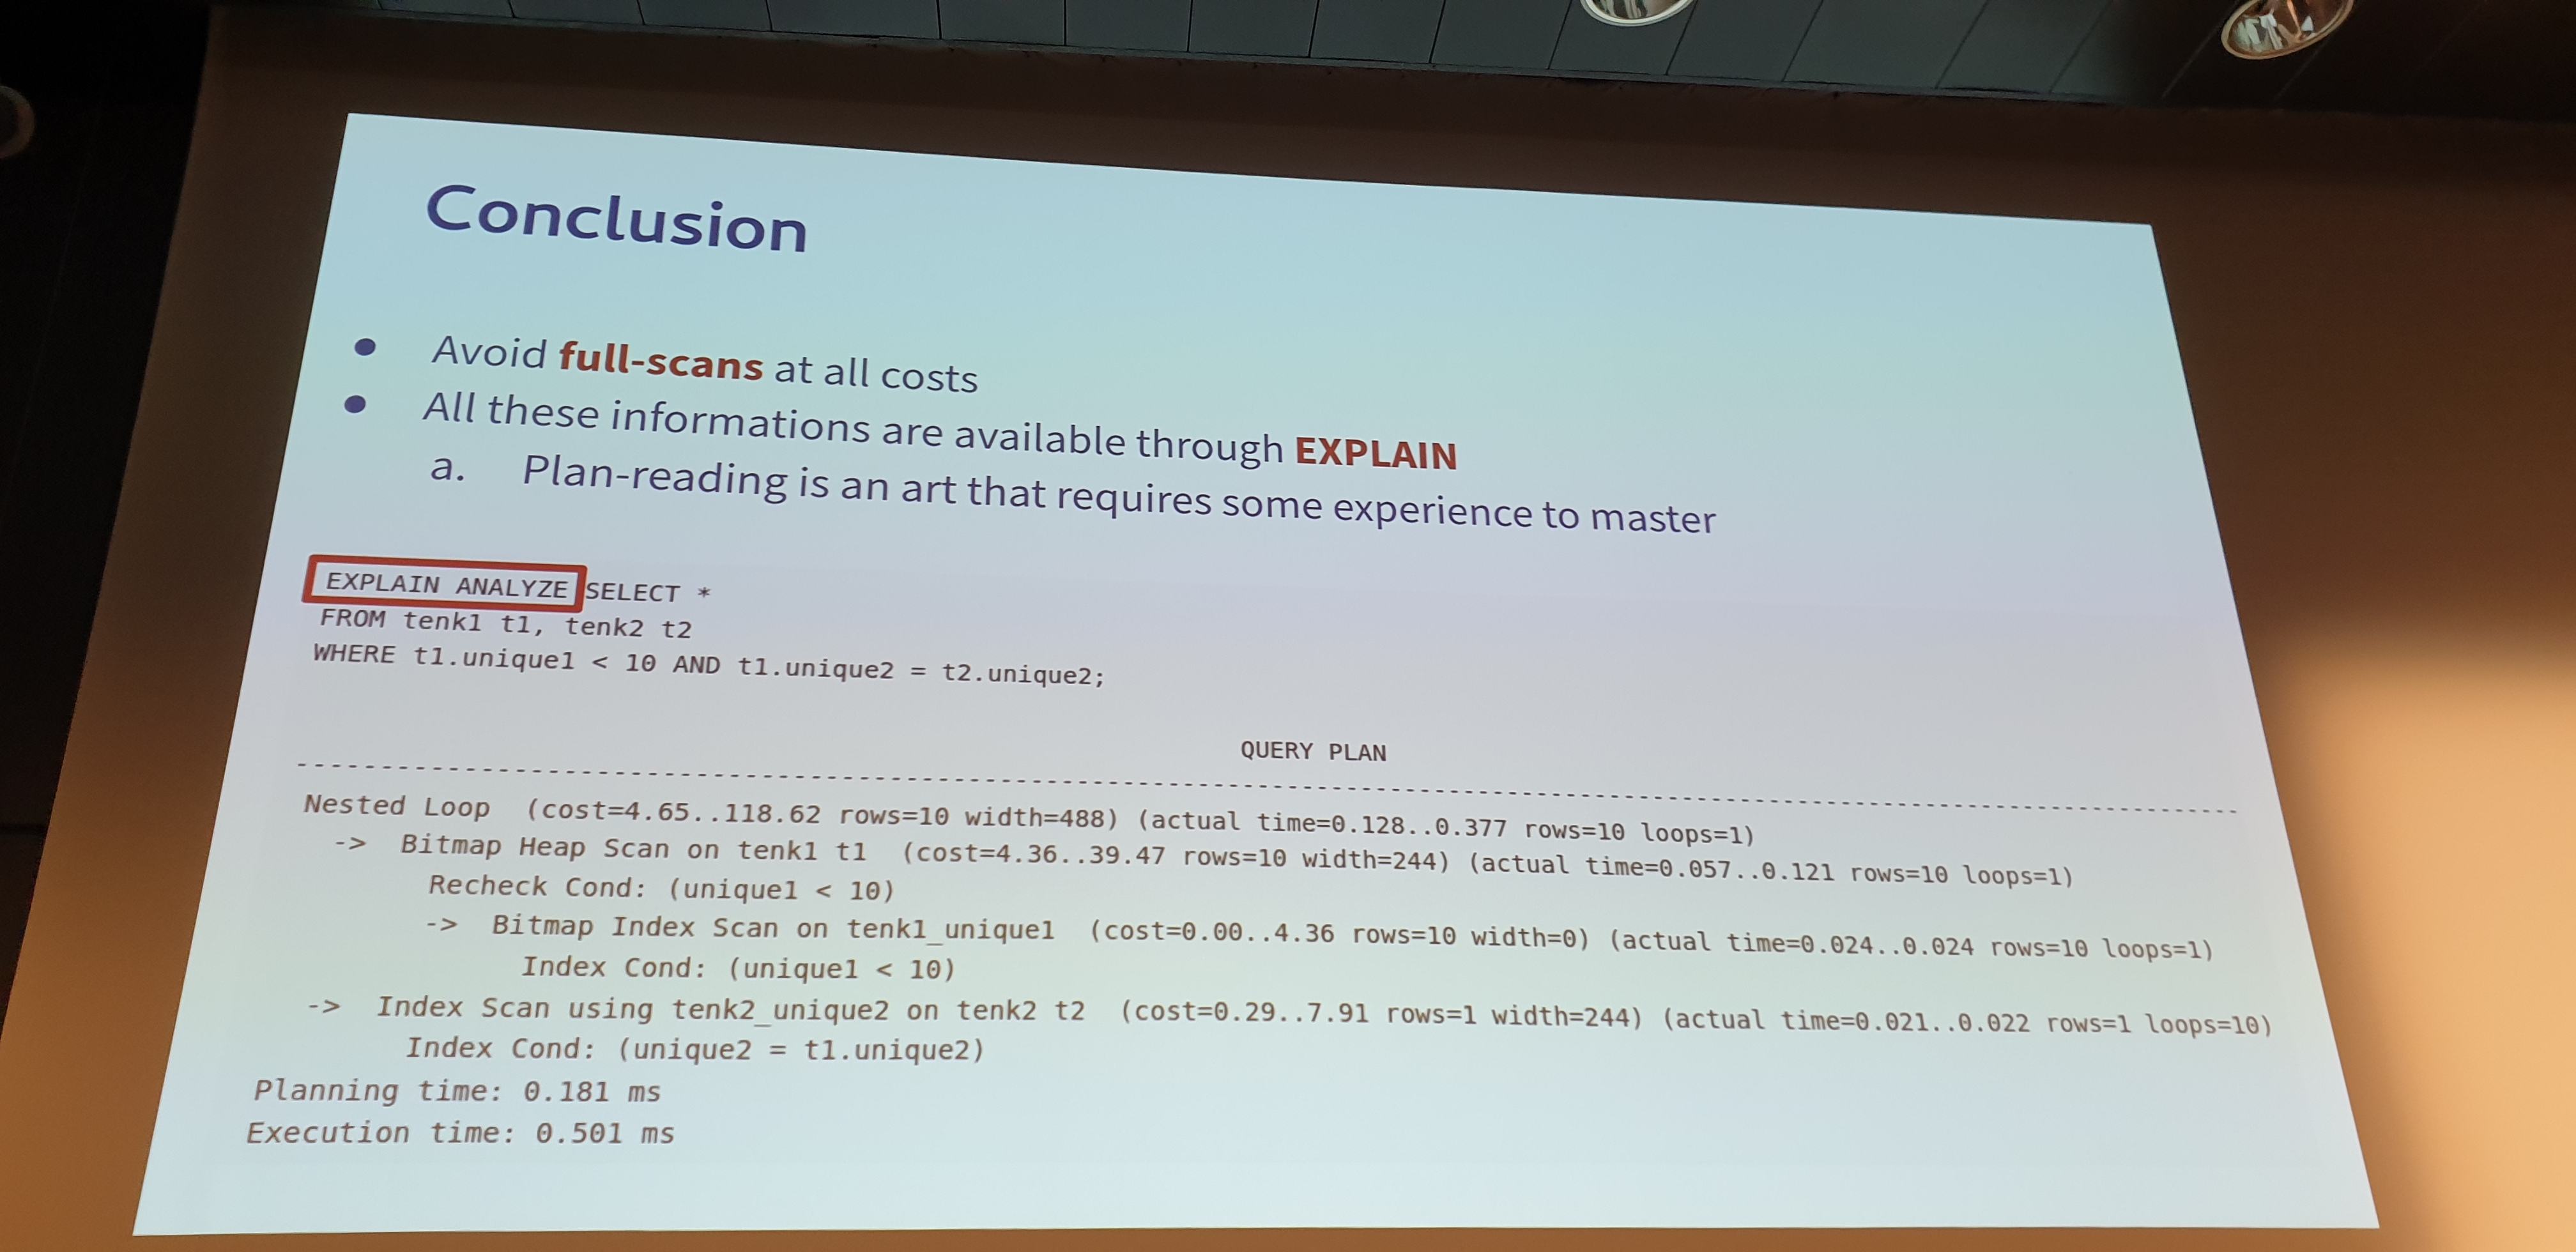 Conclusion
● Avoid full-scans at all costs
● All these informations are available through EXPLAIN
a. Plan-reading is an art that requires some experience to master
EXPLAIN ANALYZE SELECT *
FROM tenk1 t1, tenk2 t2
WHERE t1.unique1 < 10 AND t1.unique2 = t2.unique2;
QUERY PLAN
Nested Loop (cost=4.65..118.62 rows=10 width=488) (actual time=0.128..0.377 rows=10 loops=1)
-> Bitmap Heap Scan on tenk1 t1 (cost=4.36..39.47 rows=10 width=244) (actual time=0.057..0.121 rows=10 loops=1)
Recheck Cond: (unique1 < 10)
-> Bitmap Index Scan on tenk1_unique1 (cost=0.00..4.36 rows=10 width=0) (actual time=0.024..0.024 rows=10 loops=1)
Index Cond: (unique1 < 10)
-> Index Scan using tenk2_unique2 on tenk2 t2 (cost=0.29..7.91 rows=1 width=244) (actual time=0.021..0.022 rows=1 loops=10)
Index Cond: (unique2 = t1.unique2)
Planning time: 0.181 ms
Execution time: 0.501 ms